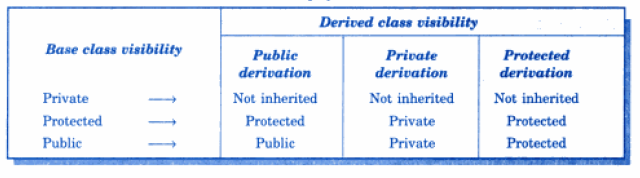 Derived class visibility
Base class visibility
Public derivation
Private derivation
Protected derivation
Private ⟶ Not inherited Not inherited Not inherited
Protected ⟶ Protected Private Protected
Public ⟶ Public Private Protected